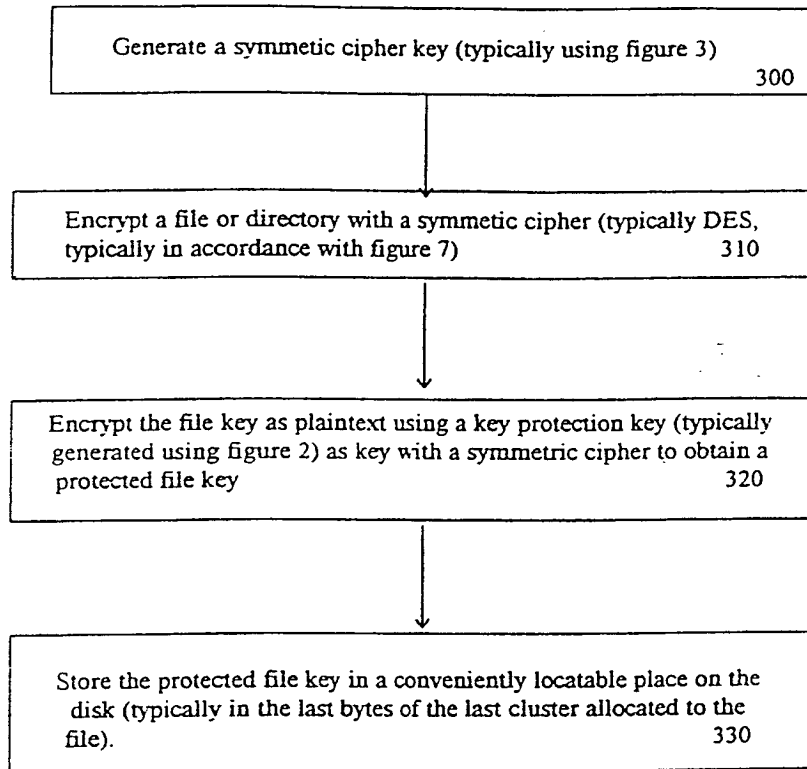 Generate a symmetic cipher key (typically using figure 3)
300
Encrypt a file or directory with a symmetic cipher (typically DES,
typically in accordance with figure 7) 310
Encrypt the file key as plaintext using a key protection key (typically
generated using figure 2) as key with a symmetric cipher to obtain a
protected file key 320
Store the protected file key in a conveniently locatable place on the
disk (typically in the last bytes of the last cluster allocated to the
file). 330